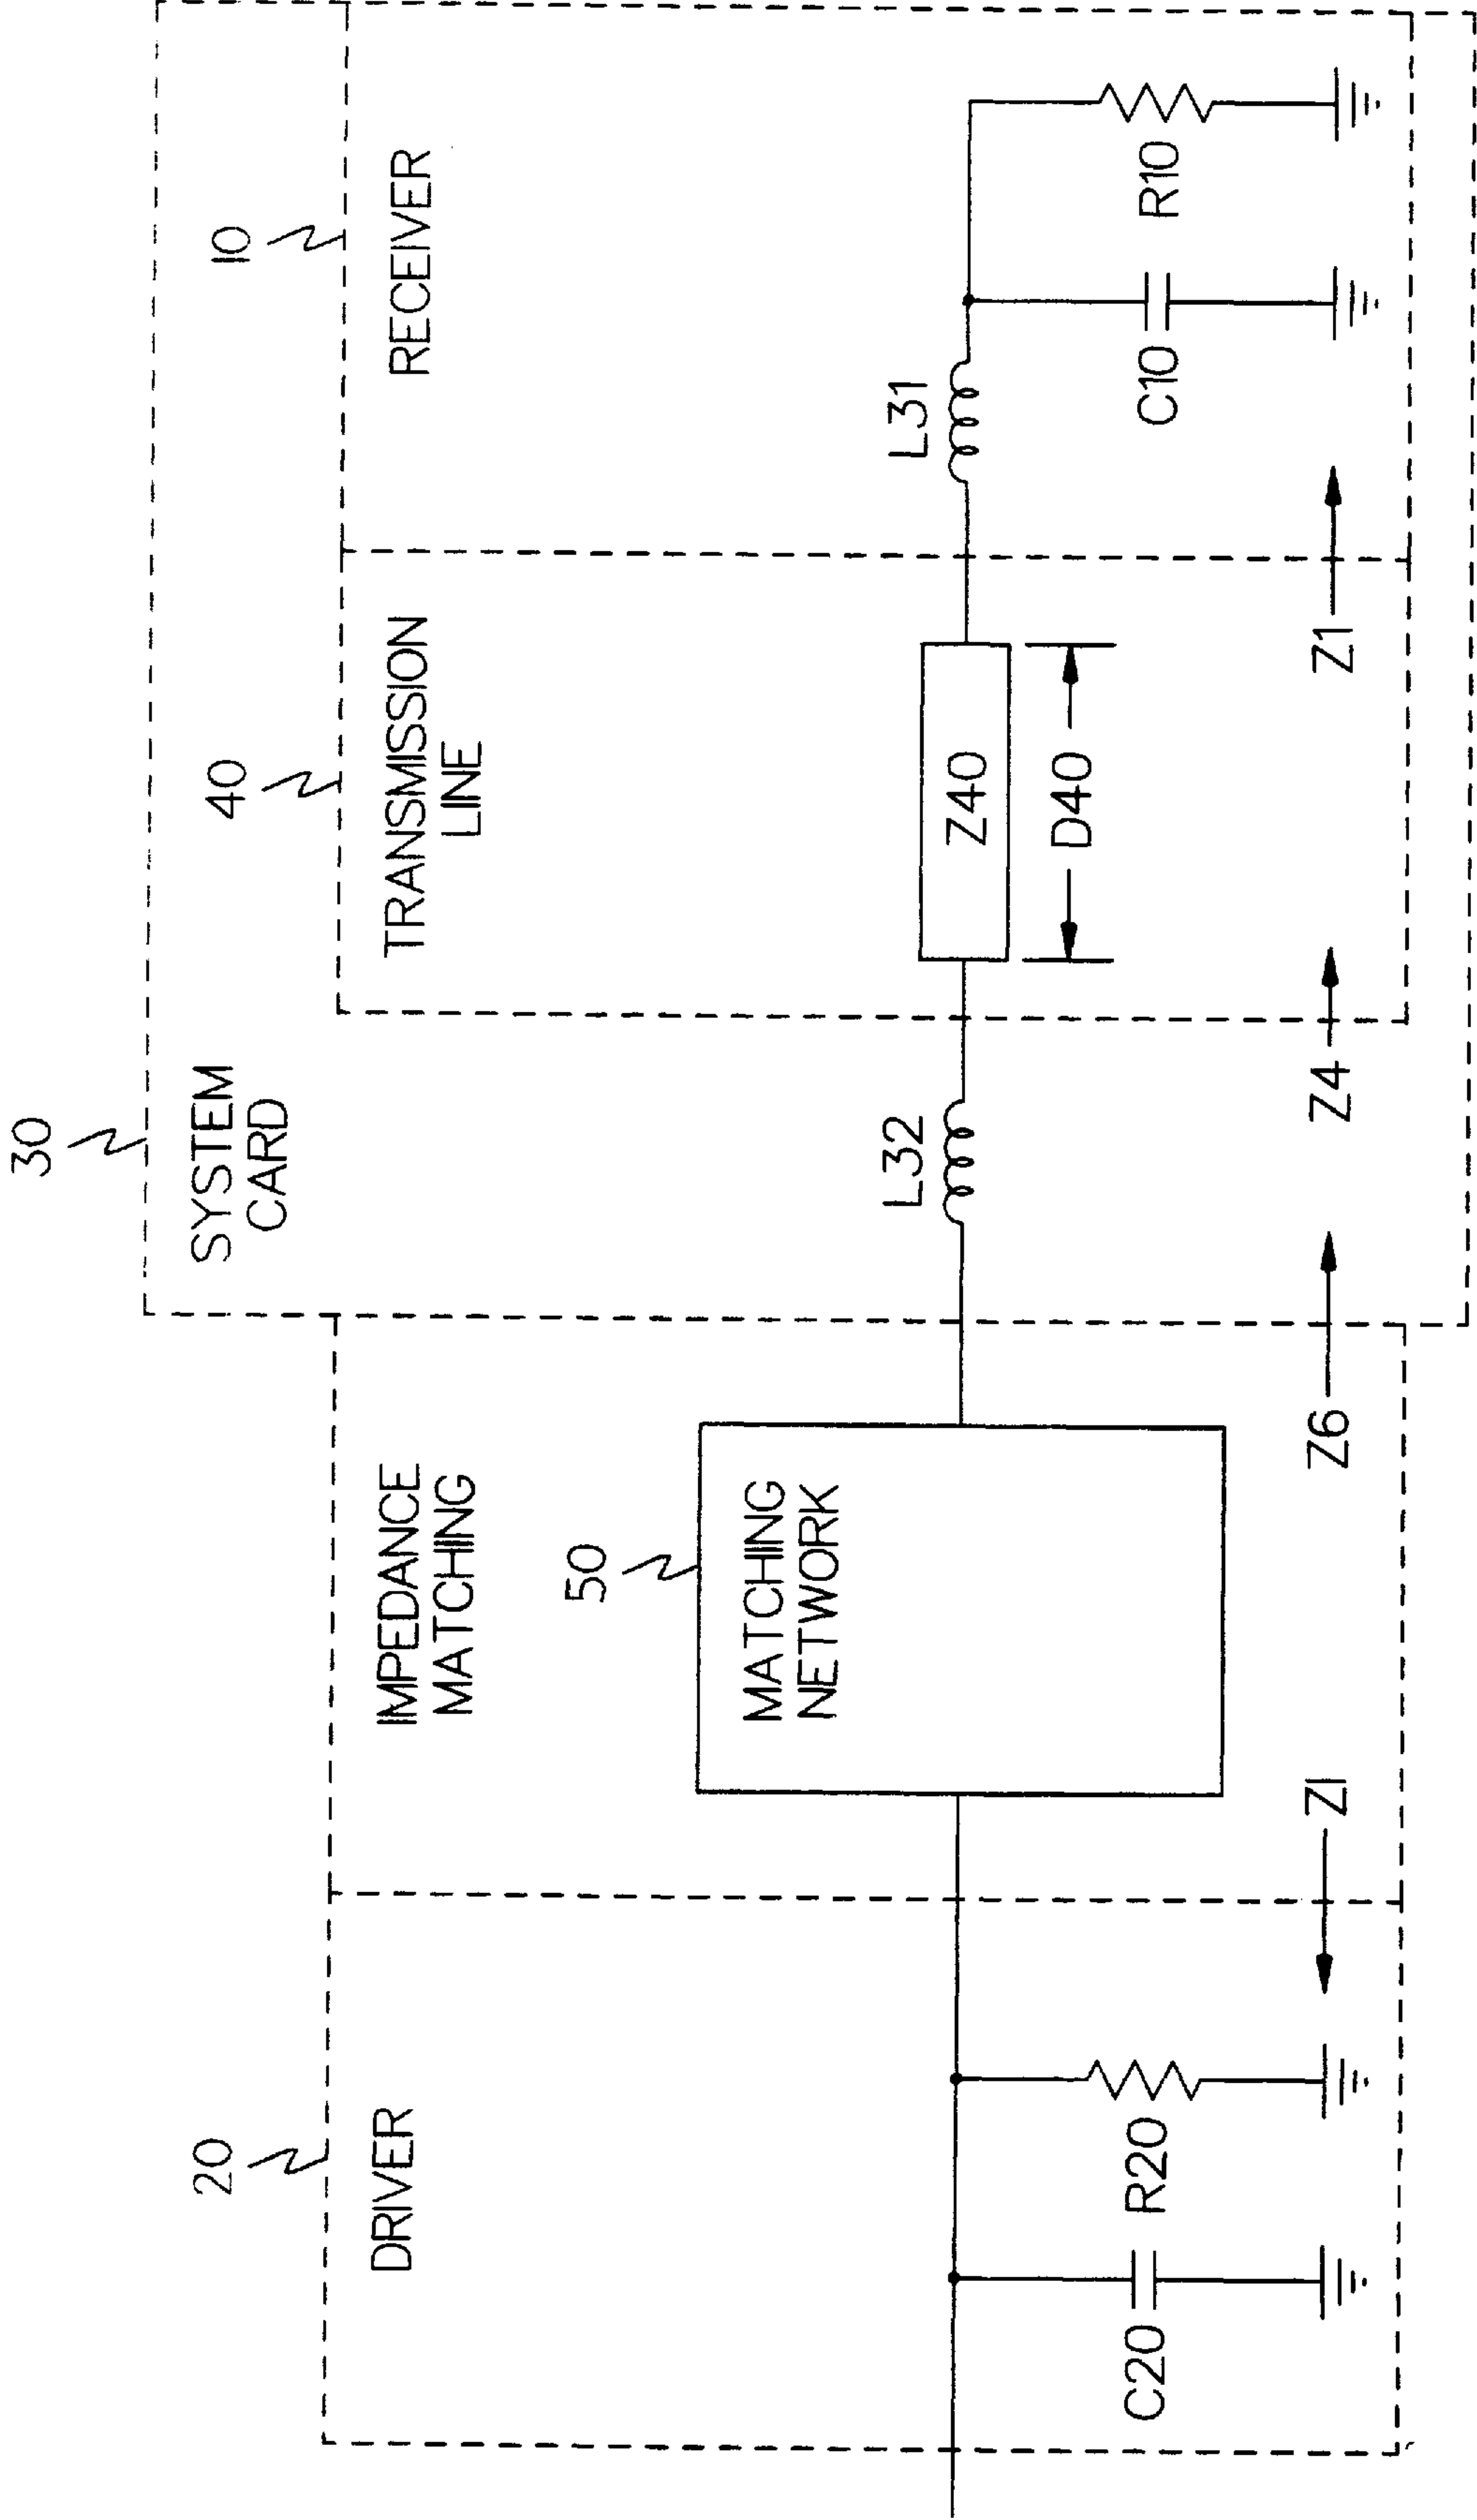 30
SYSTEM
CARD
20
DRIVER
IMPEDANCE
MATCHING
40
TRANSMISSION
LINE
10
RECEIVER
50
MATCHING
NETWORK
L32
Z40
D40
L31
C20
R20
C10
R10
ZI
Z6
Z4
Z1